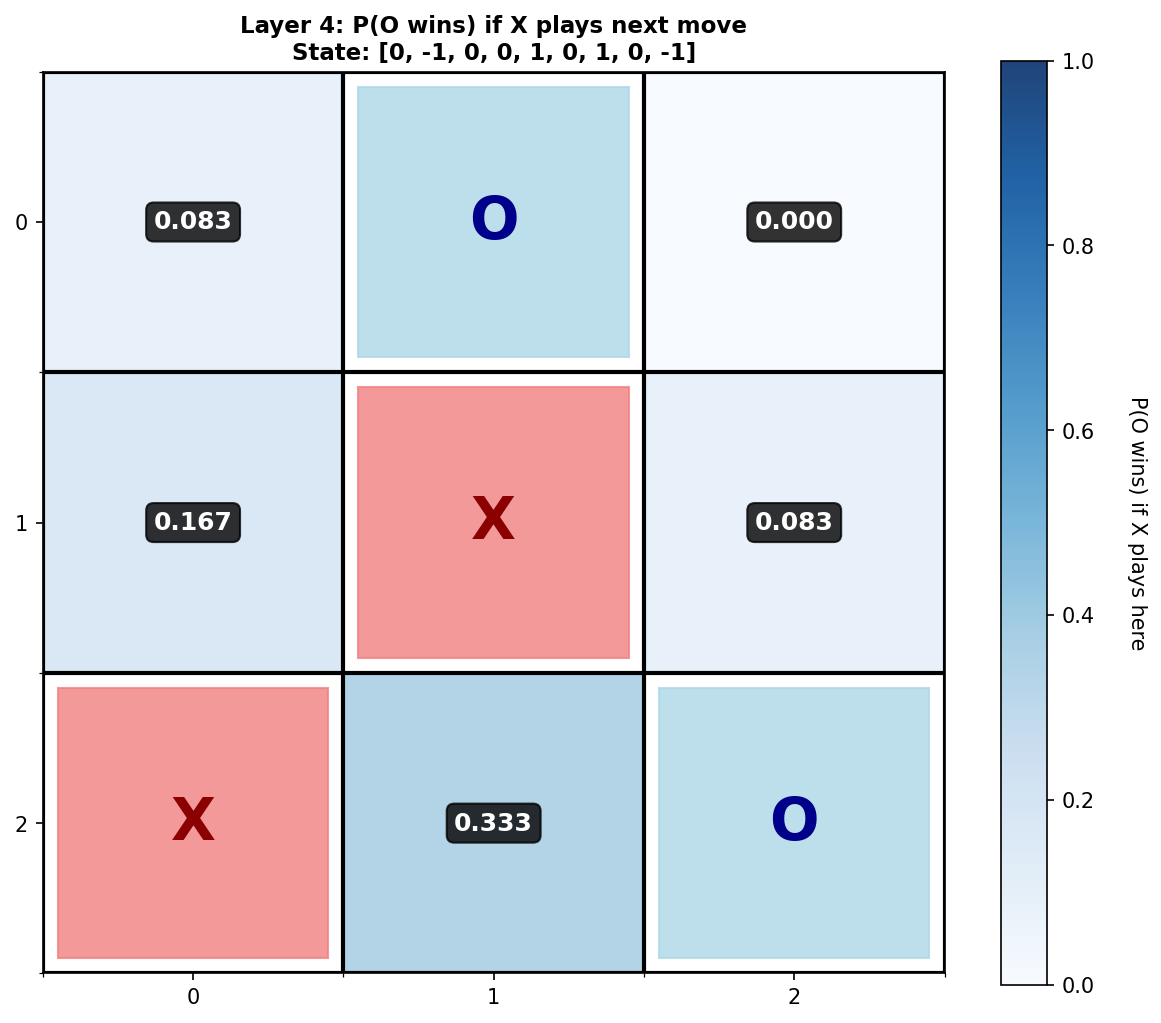 Layer 4: P(O wins) if X plays next move
State: [0, -1, 0, 0, 1, 0, 1, 0, -1]
0.083 O 0.000
0.167 X 0.083
X 0.333 O
0
1
2
0 1 2
1.0
0.8
0.6
0.4
0.2
0.0
P(O wins) if X plays here